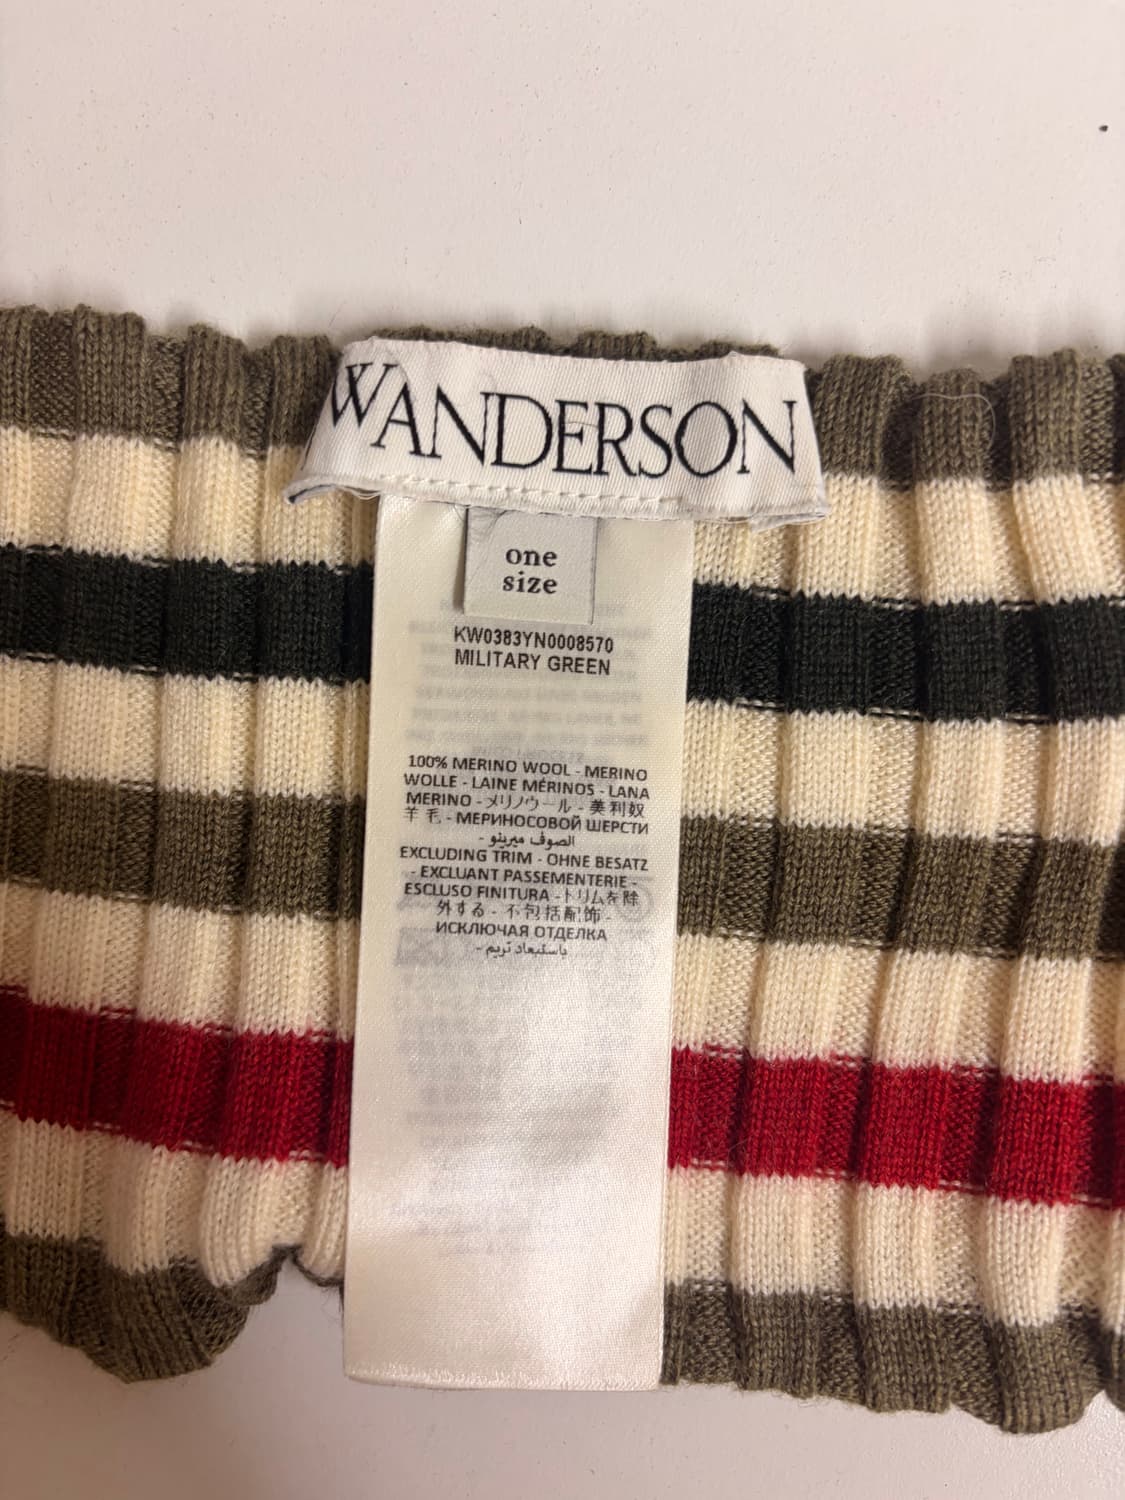 WANDERSON
one
size
KW0383YN0008570
MILITARY GREEN
100% MERINO WOOL - MERINO
WOLLE - LAINE MÉRINOS - LANA
MERINO - メリノウール - 美利奴
羊毛 - МЕРИНОСОВОЙ ШЕРСТИ
- الصوف ميرينو
EXCLUDING TRIM - OHNE BESATZ
- EXCLUANT PASSEMENTERIE -
ESCLUSO FINITURA - トリムを除
外する - 不包括配饰 -
ИСКЛЮЧАЯ ОТДЕЛКА
- باستبعاد تريم